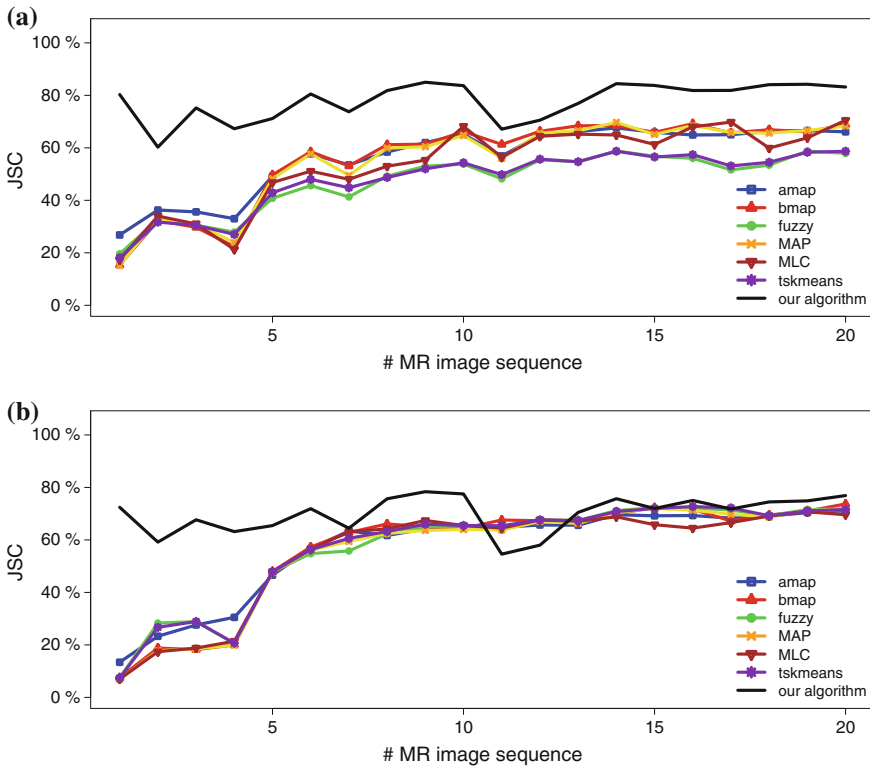 (a)
100 %
80 %
60 %
40 %
20 %
0 %
JSC
amap
bmap
fuzzy
MAP
MLC
tskmeans
our algorithm
5 10 15 20
# MR image sequence
(b)
100 %
80 %
60 %
40 %
20 %
0 %
JSC
amap
bmap
fuzzy
MAP
MLC
tskmeans
our algorithm
5 10 15 20
# MR image sequence